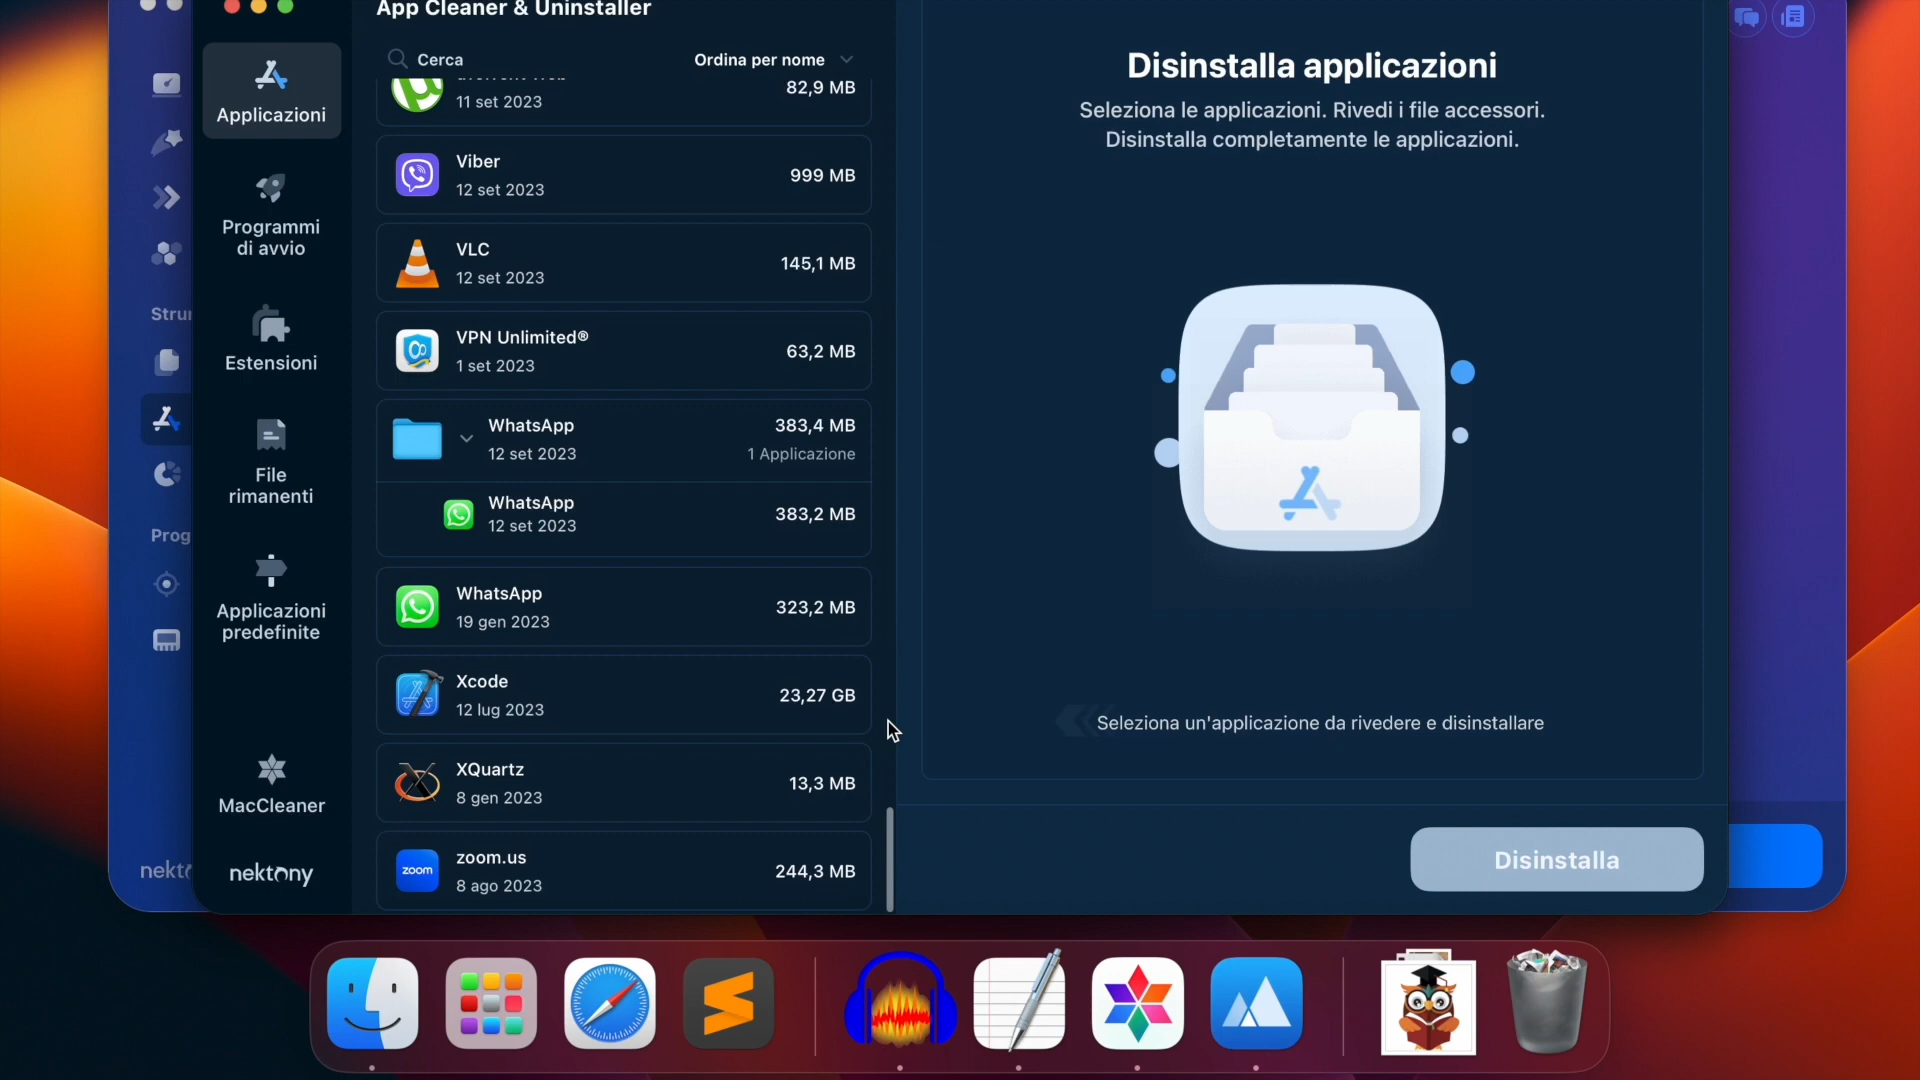 App Cleaner & Uninstaller
Cerca
Ordina per nome
11 set 2023
82,9 MB
Viber
12 set 2023
999 MB
VLC
12 set 2023
145,1 MB
VPN Unlimited®
1 set 2023
63,2 MB
WhatsApp
12 set 2023
383,4 MB
1 Applicazione
WhatsApp
12 set 2023
383,2 MB
WhatsApp
19 gen 2023
323,2 MB
Xcode
12 lug 2023
23,27 GB
XQuartz
8 gen 2023
13,3 MB
zoom
zoom.us
8 ago 2023
244,3 MB
Applicazioni
Programmi
di avvio
Estensioni
File
rimanenti
Applicazioni
predefinite
MacCleaner
nektony
Strur
Prog
nekt
Disinstalla applicazioni
Seleziona le applicazioni. Rivedi i file accessori.
Disinstalla completamente le applicazioni.
Seleziona un'applicazione da rivedere e disinstallare
Disinstalla